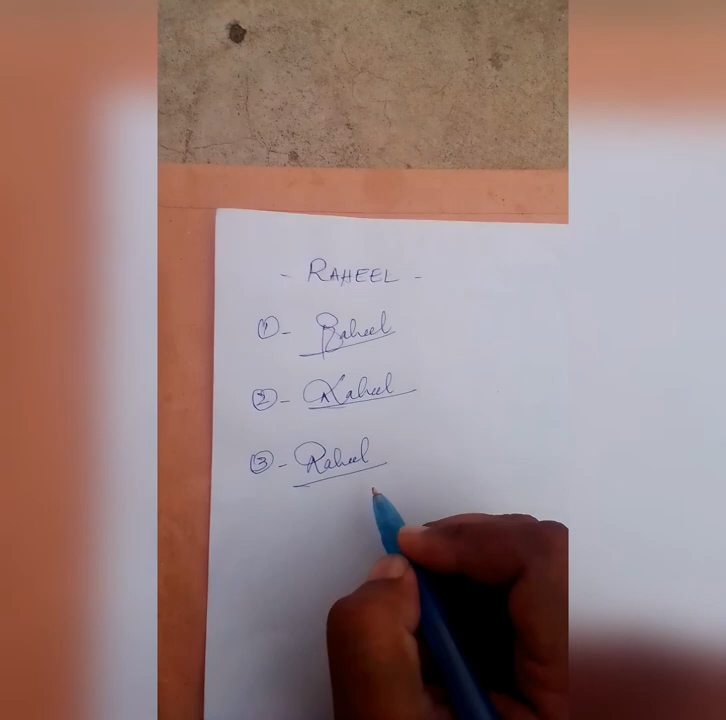 - RAHEEL -
① - Raheel
② - Raheel
③ - Raheel